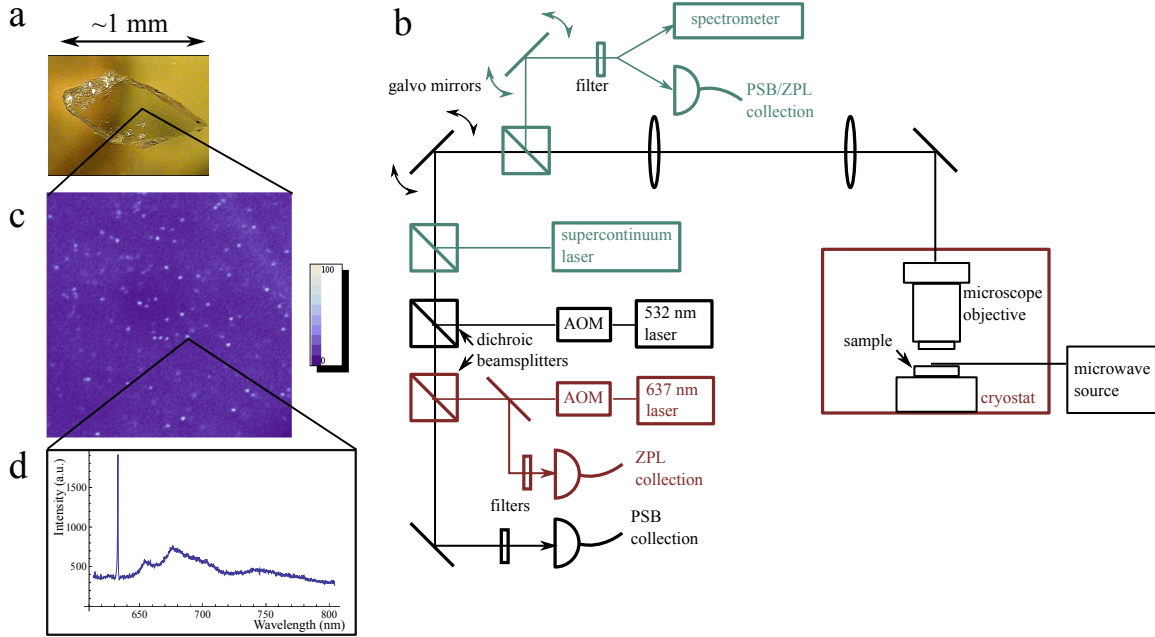 a
~1 mm
b
spectrometer
filter
PSB/ZPL
collection
galvo mirrors
c
100
0
supercontinuum
laser
AOM
532 nm
laser
dichroic
beamsplitters
AOM
637 nm
laser
ZPL
collection
filters
PSB
collection
microscope
objective
sample
cryostat
microwave
source
d
Intensity (a.u.)
1500
1000
500
650
700
750
800
Wavelength (nm)